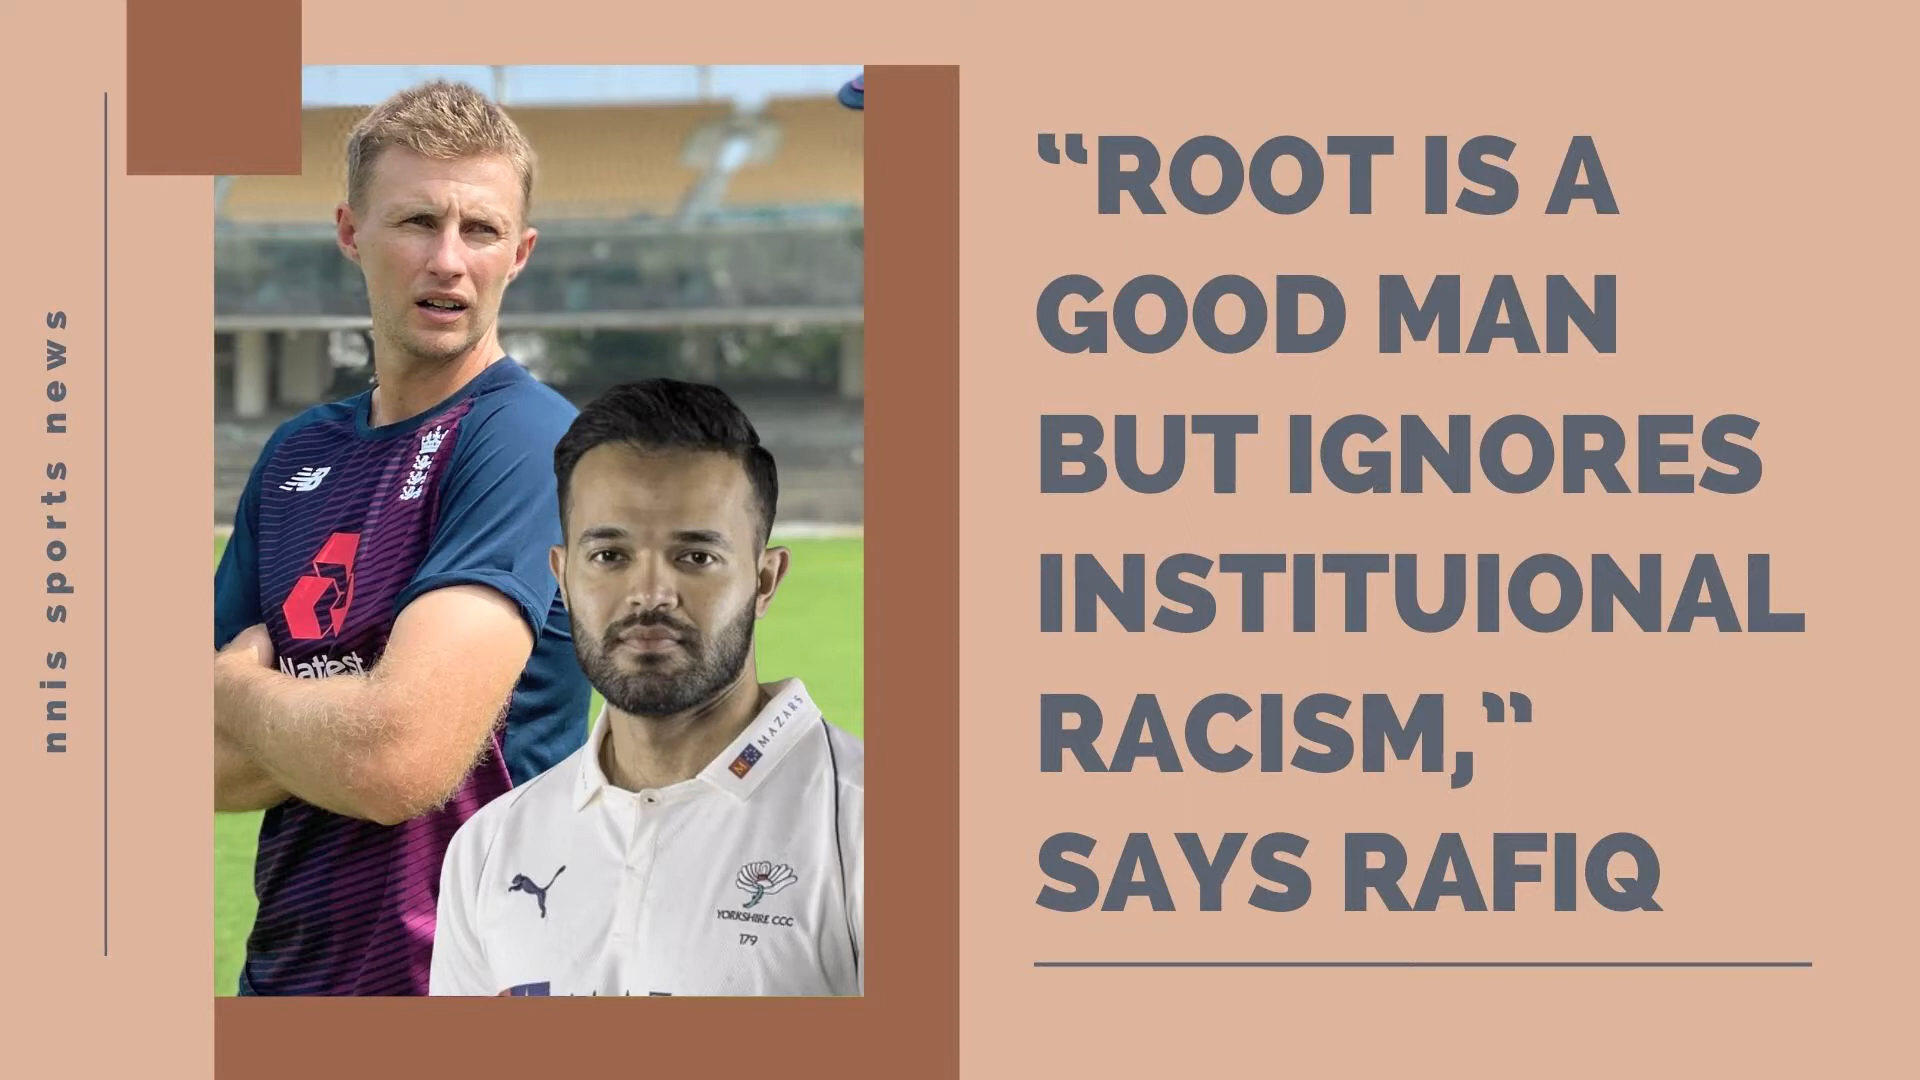 nnis sports news
NatWest
MAZARS
YORKSHIRE CCC
179
“ROOT IS A
GOOD MAN
BUT IGNORES
INSTITUIONAL
RACISM,”
SAYS RAFIQ